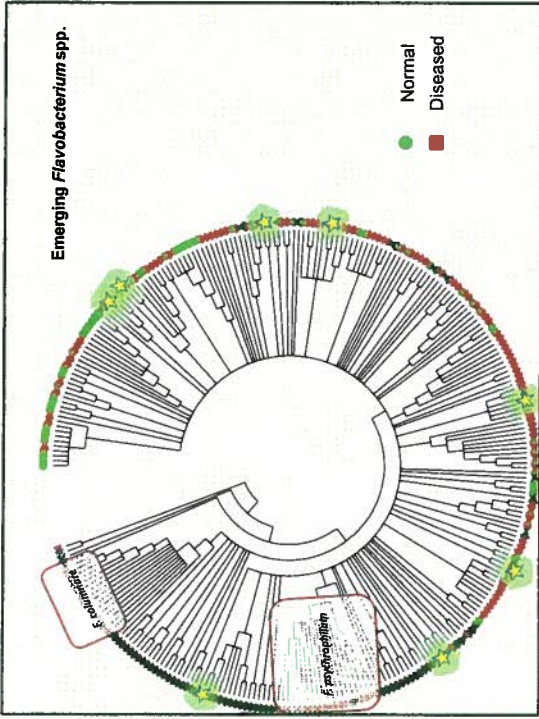 Emerging Flavobacterium spp.
Normal
Diseased
F. columnare
F. psychrophilum